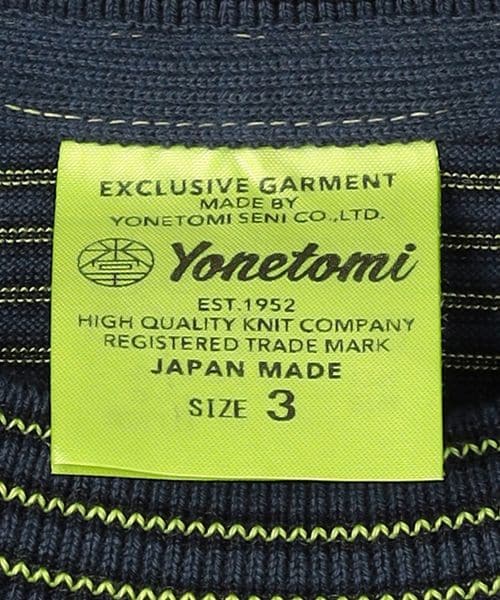 EXCLUSIVE GARMENT
MADE BY
YONETOMI SENI CO.,LTD.
Yonetomi
EST.1952
HIGH QUALITY KNIT COMPANY
REGISTERED TRADE MARK
JAPAN MADE
SIZE 3